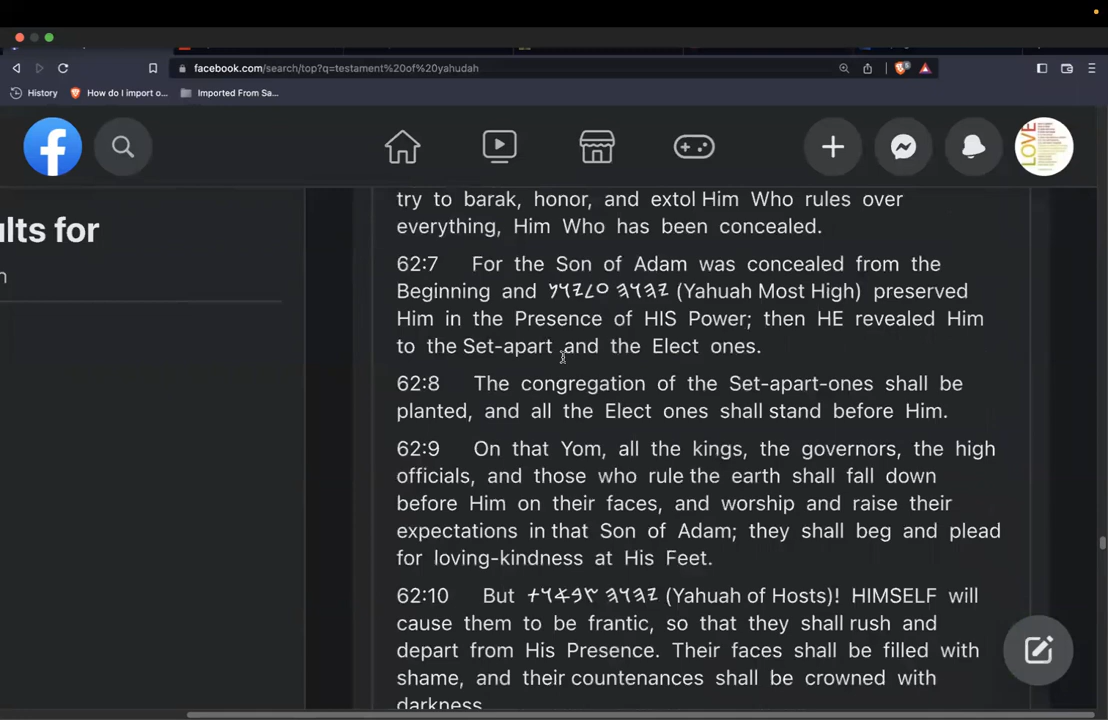 facebook.com/search/top?q=testament%20of%20yahudah
History How do I import o... Imported From Sa...
LOVE
ults for
n
try to barak, honor, and extol Him Who rules over
everything, Him Who has been concealed.
62:7 For the Son of Adam was concealed from the
Beginning and 𐤉𐤄𐤅𐤄 𐤏𐤋𐤉𐤅𐤍 (Yahuah Most High) preserved
Him in the Presence of HIS Power; then HE revealed Him
to the Set-apart and the Elect ones.
62:8 The congregation of the Set-apart-ones shall be
planted, and all the Elect ones shall stand before Him.
62:9 On that Yom, all the kings, the governors, the high
officials, and those who rule the earth shall fall down
before Him on their faces, and worship and raise their
expectations in that Son of Adam; they shall beg and plead
for loving-kindness at His Feet.
62:10 But 𐤉𐤄𐤅𐤄 𐤑𐤁𐤀𐤅𐤕 (Yahuah of Hosts)! HIMSELF will
cause them to be frantic, so that they shall rush and
depart from His Presence. Their faces shall be filled with
shame, and their countenances shall be crowned with
darkness